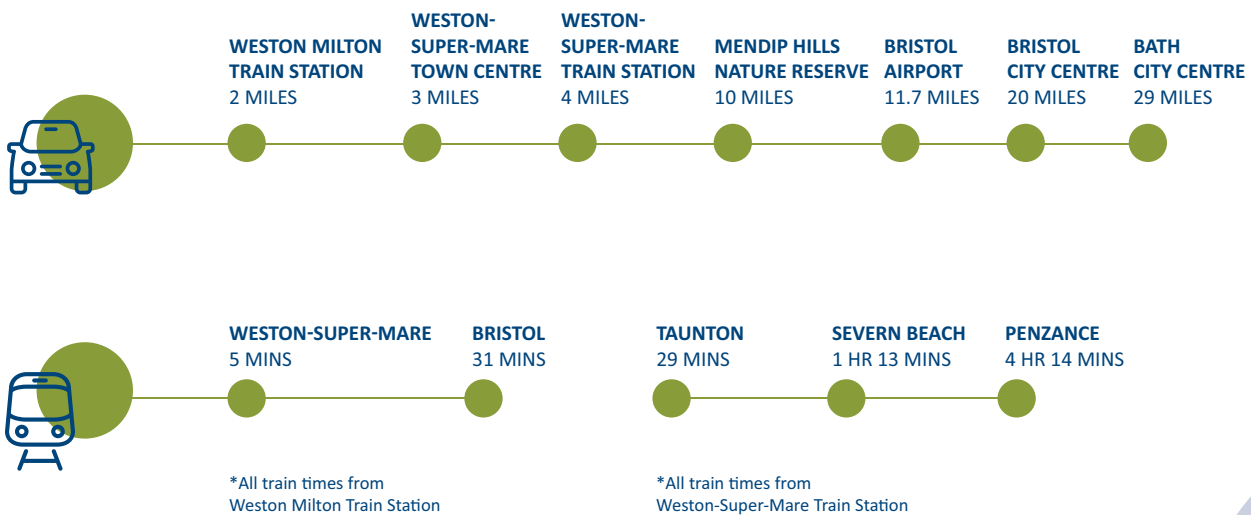 WESTON MILTON
TRAIN STATION
2 MILES
WESTON-
SUPER-MARE
TOWN CENTRE
3 MILES
WESTON-
SUPER-MARE
TRAIN STATION
4 MILES
MENDIP HILLS
NATURE RESERVE
10 MILES
BRISTOL
AIRPORT
11.7 MILES
BRISTOL
CITY CENTRE
20 MILES
BATH
CITY CENTRE
29 MILES
WESTON-SUPER-MARE
5 MINS
BRISTOL
31 MINS
TAUNTON
29 MINS
SEVERN BEACH
1 HR 13 MINS
PENZANCE
4 HR 14 MINS
*All train times from
Weston Milton Train Station
*All train times from
Weston-Super-Mare Train Station